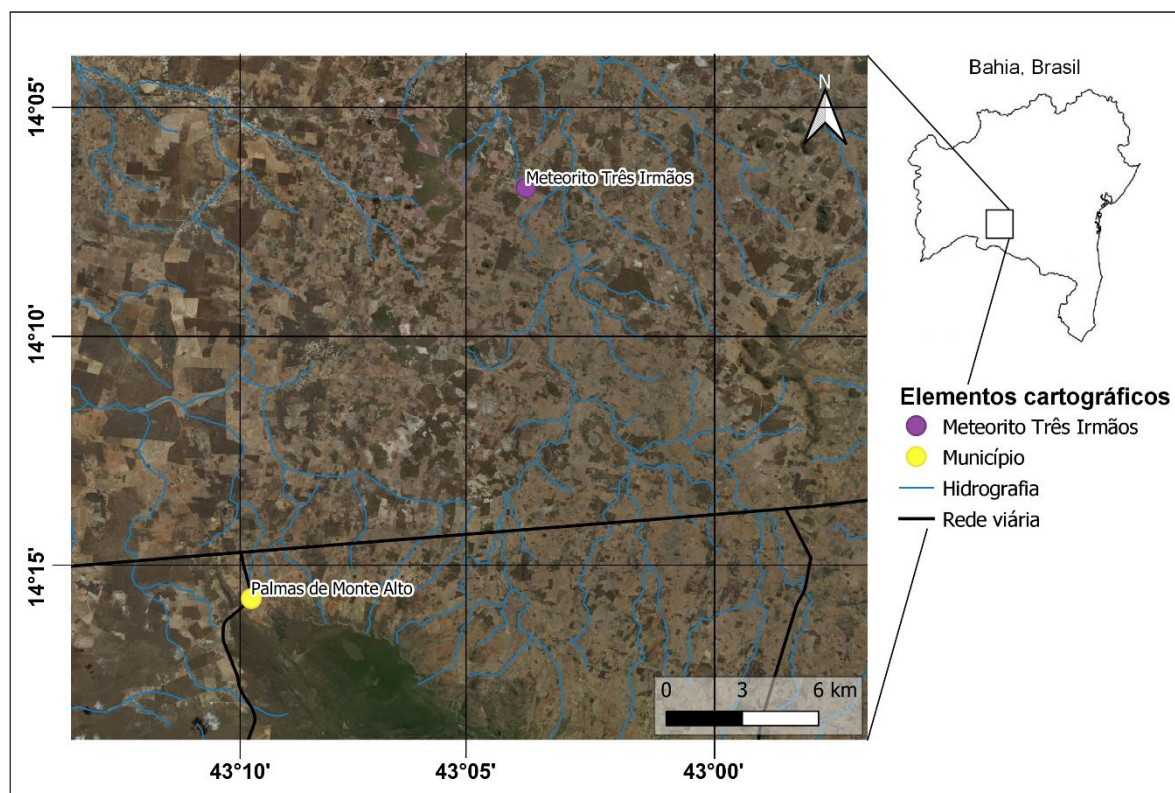 Bahia, Brasil
N
14°05'
Meteorito Três Irmãos
14°10'
14°15'
Palmas de Monte Alto
0 3 6 km
43°10' 43°05' 43°00'
Elementos cartográficos
Meteorito Três Irmãos
Município
Hidrografia
Rede viária